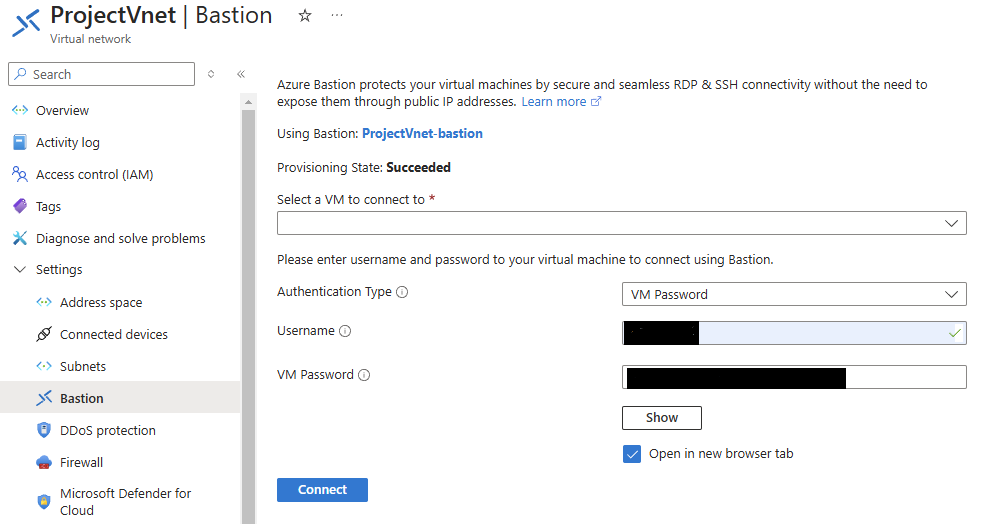 ProjectVnet | Bastion
Virtual network
Search
Overview
Activity log
Access control (IAM)
Tags
Diagnose and solve problems
Settings
Address space
Connected devices
Subnets
Bastion
DDoS protection
Firewall
Microsoft Defender for
Cloud
Azure Bastion protects your virtual machines by secure and seamless RDP & SSH connectivity without the need to
expose them through public IP addresses. Learn more
Using Bastion: ProjectVnet-bastion
Provisioning State: Succeeded
Select a VM to connect to *
Please enter username and password to your virtual machine to connect using Bastion.
Authentication Type
VM Password
Username
VM Password
Show
Open in new browser tab
Connect